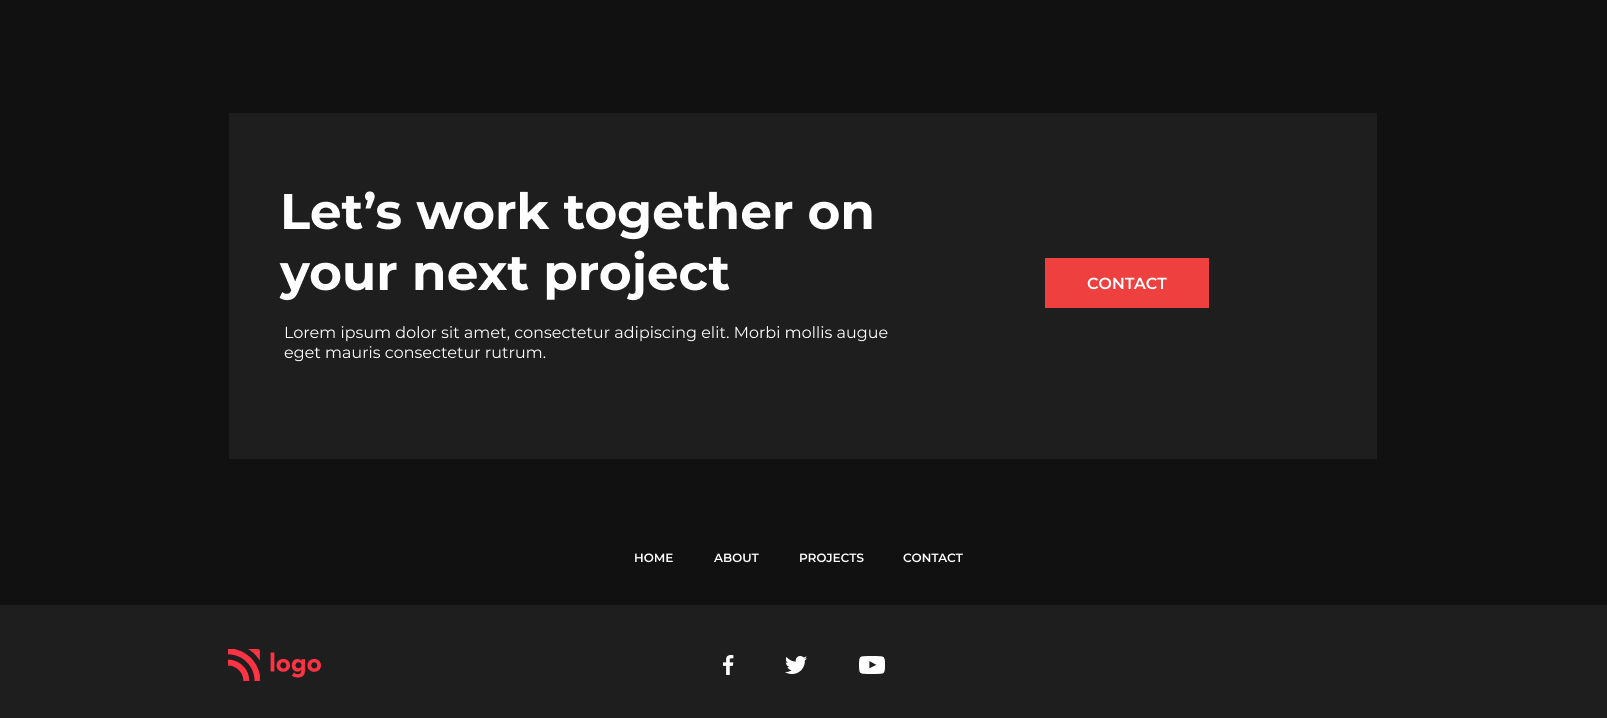 Let’s work together on
your next project
Lorem ipsum dolor sit amet, consectetur adipiscing elit. Morbi mollis augue
eget mauris consectetur rutrum.
CONTACT
HOME ABOUT PROJECTS CONTACT
logo